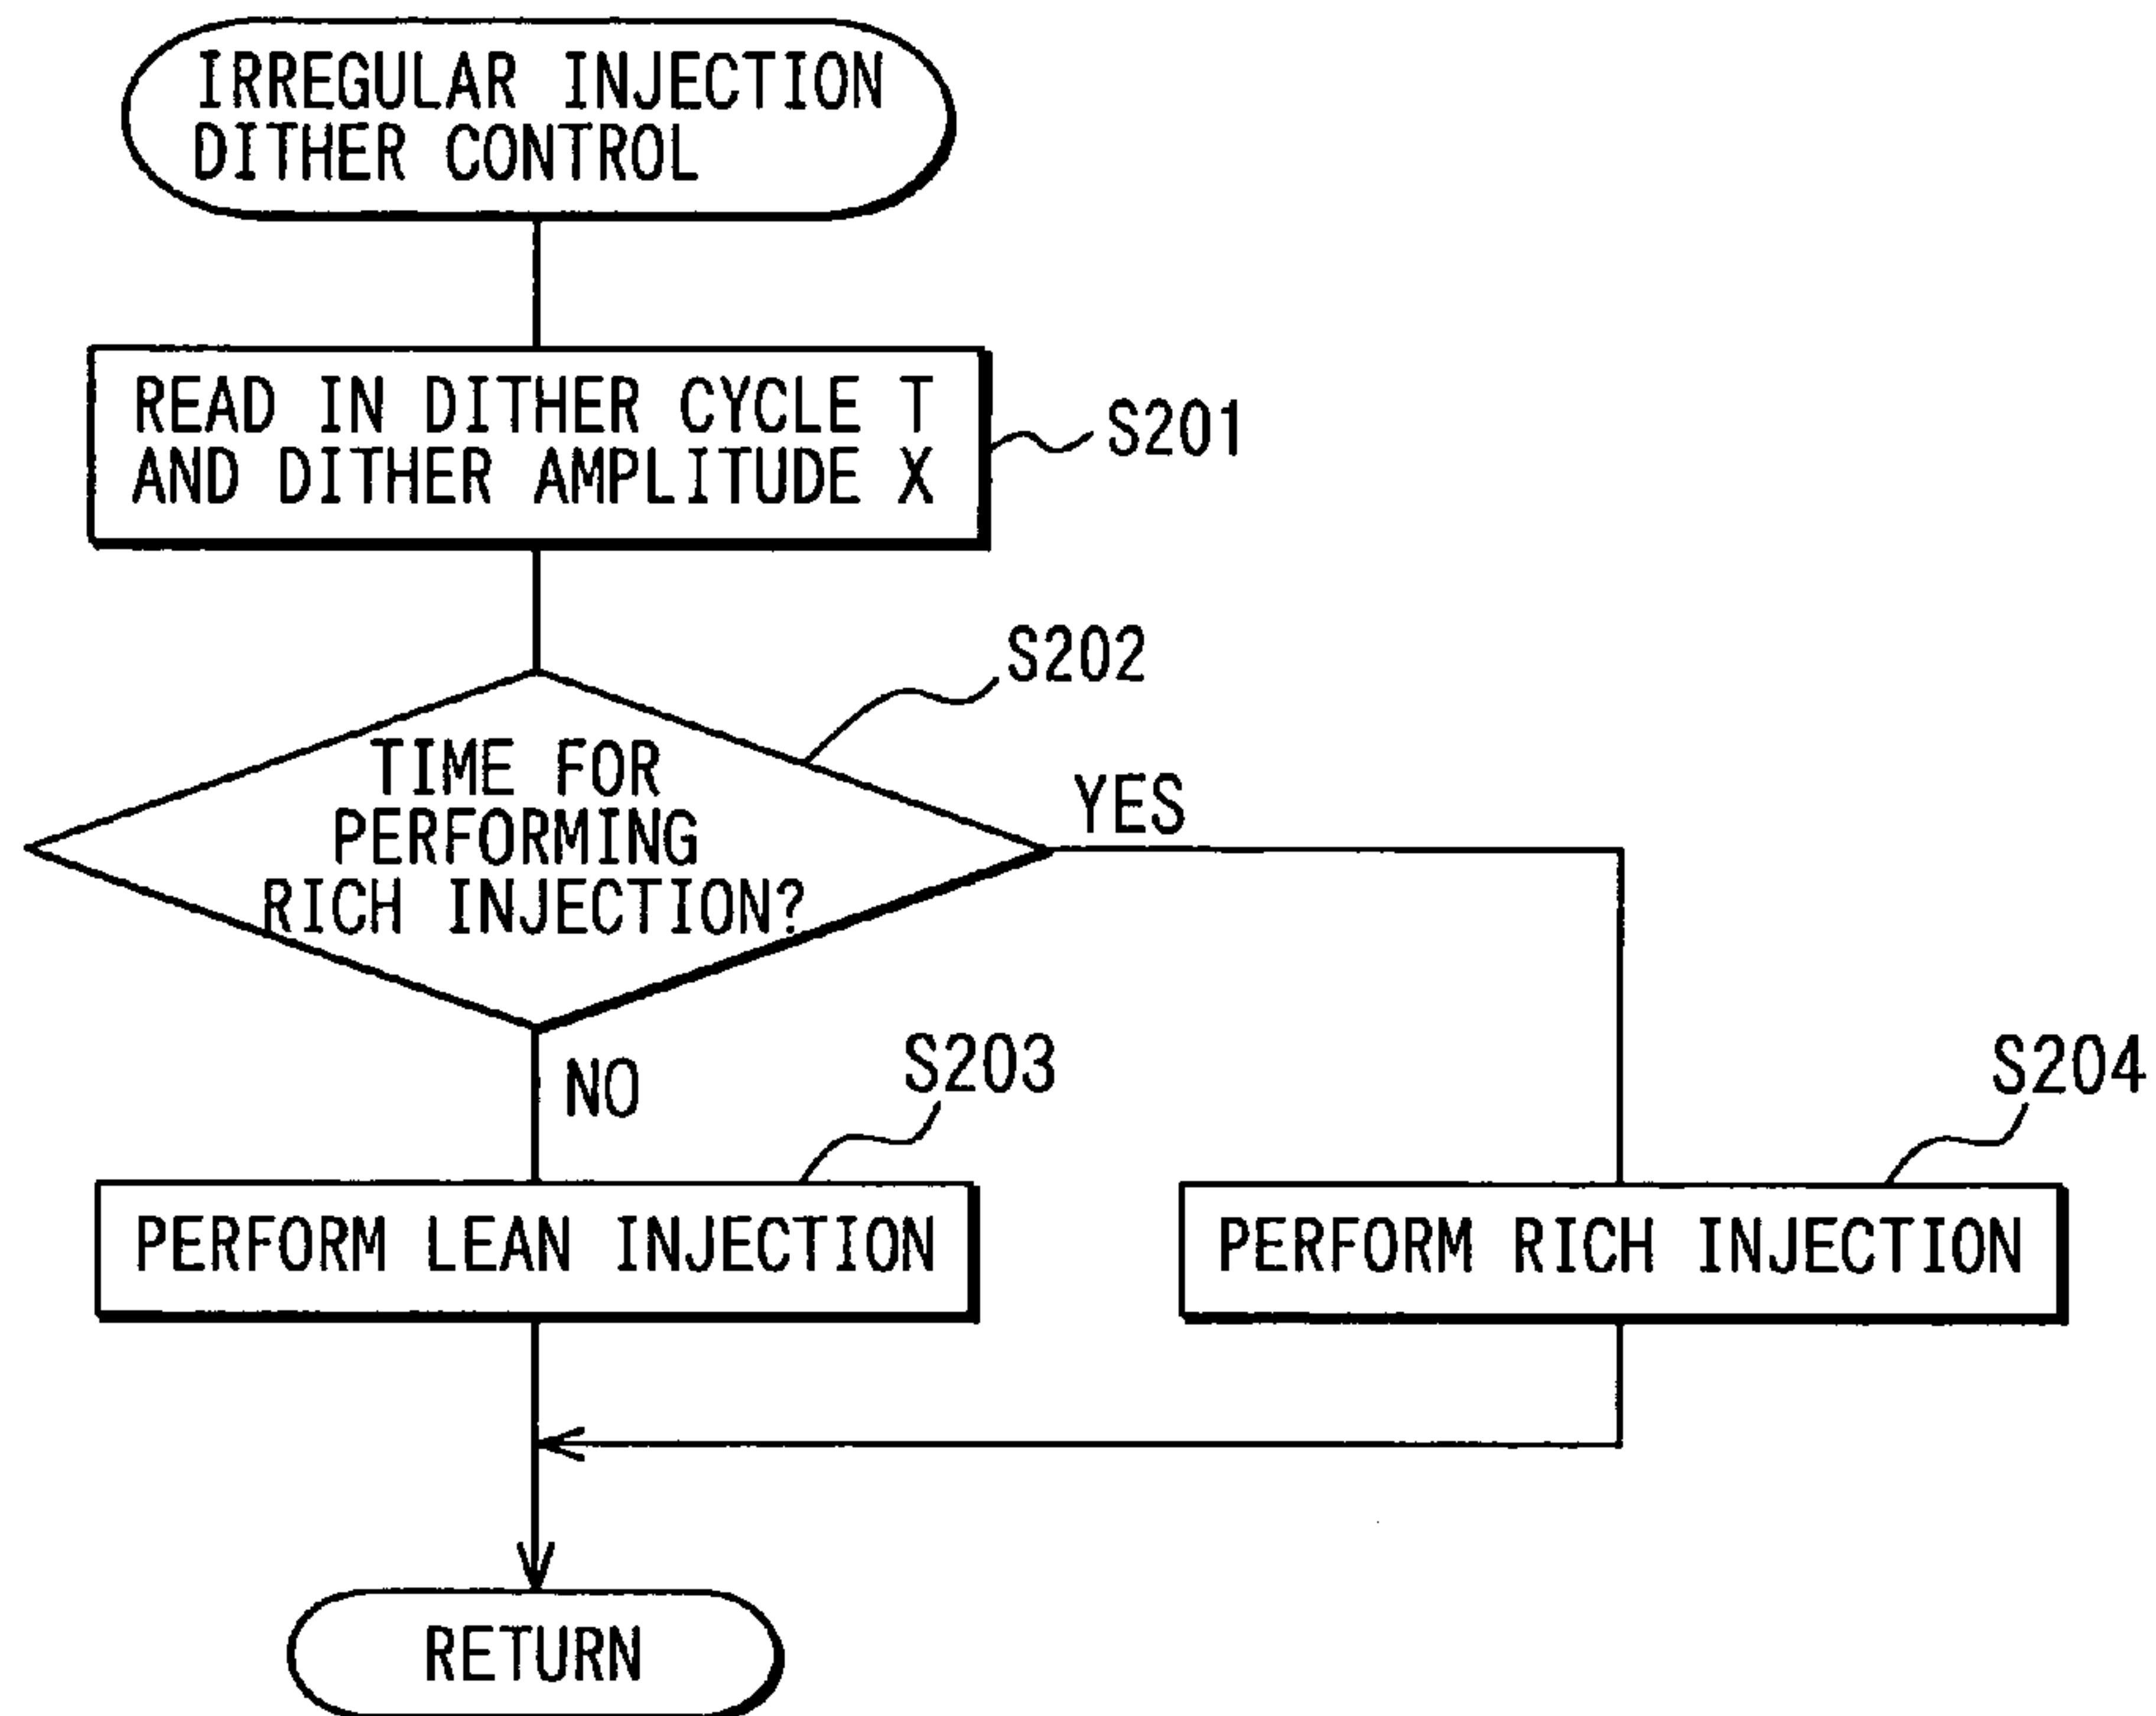 IRREGULAR INJECTION
DITHER CONTROL
READ IN DITHER CYCLE T
AND DITHER AMPLITUDE X
S201
S202
TIME FOR
PERFORMING
RICH INJECTION?
YES
NO
S203
S204
PERFORM LEAN INJECTION
PERFORM RICH INJECTION
RETURN